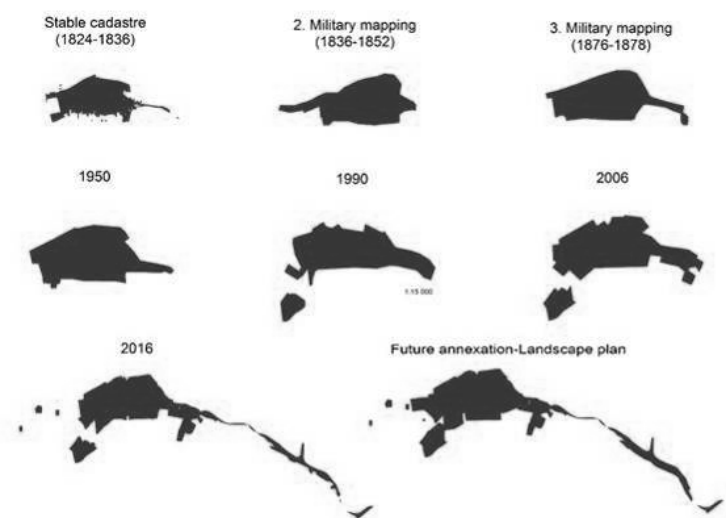 Stable cadastre
(1824-1836)
2. Military mapping
(1836-1852)
3. Military mapping
(1876-1878)
1950
1990
2006
1:15 000
2016
Future annexation-Landscape plan